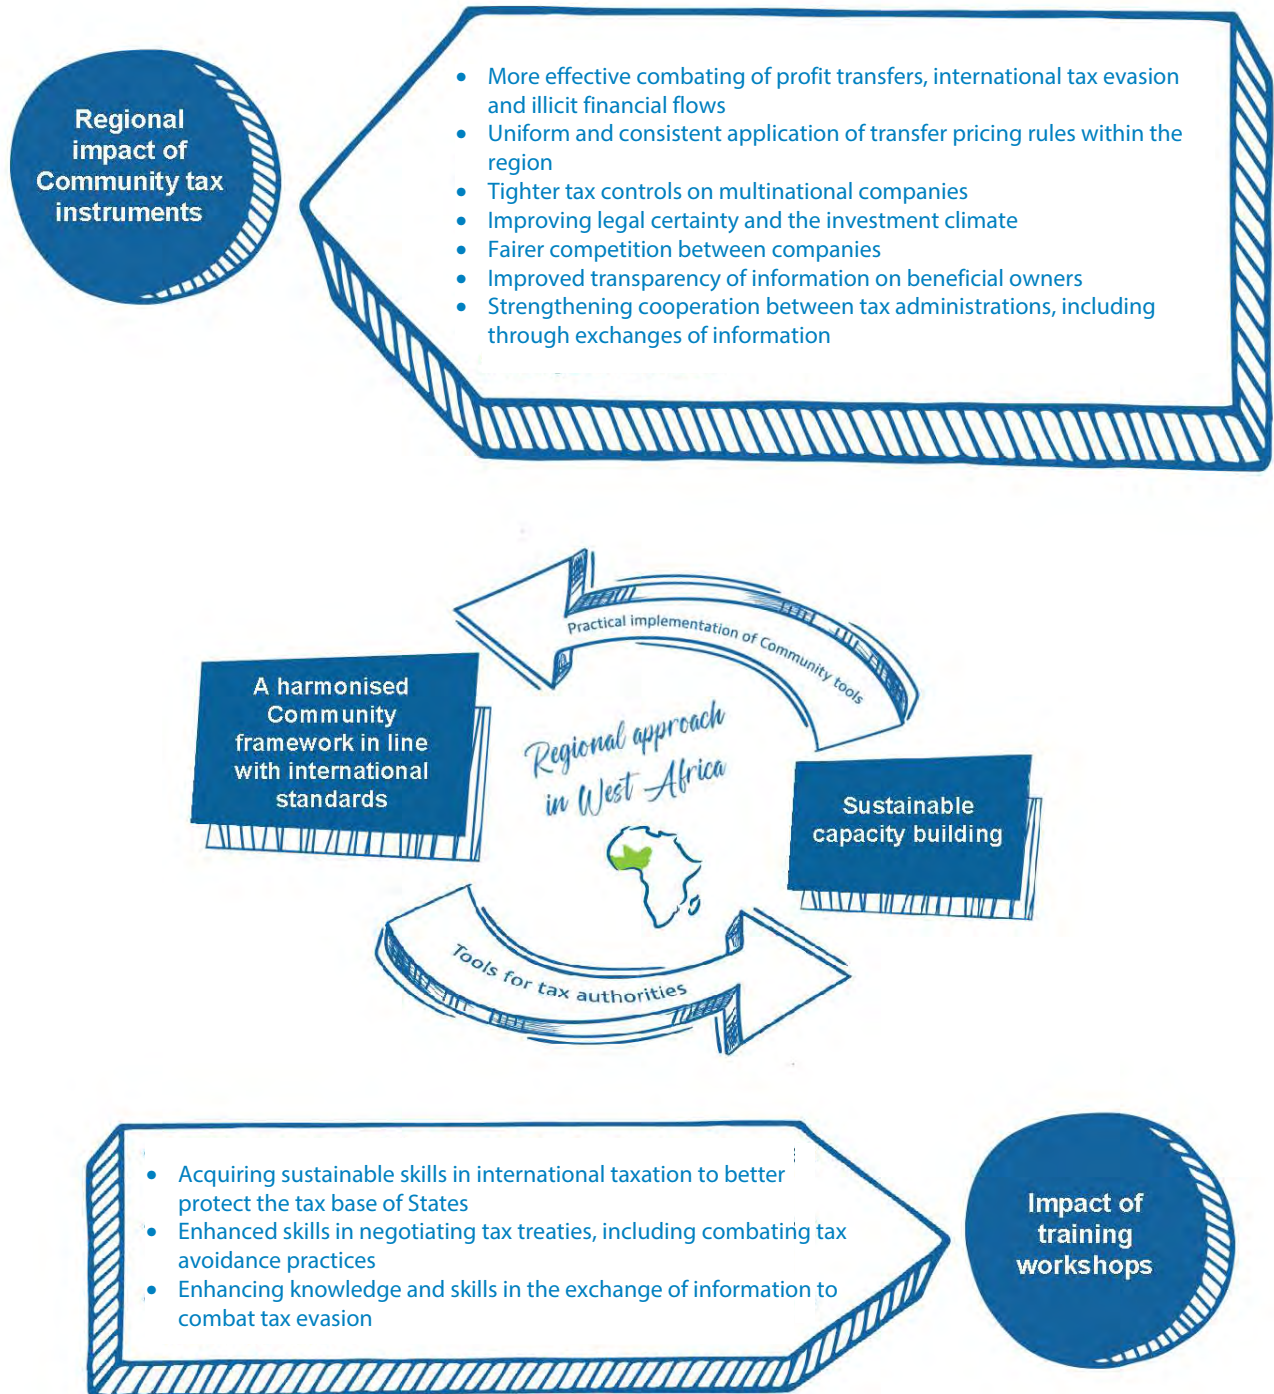 Regional
impact of
Community tax
instruments
• More effective combating of profit transfers, international tax evasion
and illicit financial flows
• Uniform and consistent application of transfer pricing rules within the
region
• Tighter tax controls on multinational companies
• Improving legal certainty and the investment climate
• Fairer competition between companies
• Improved transparency of information on beneficial owners
• Strengthening cooperation between tax administrations, including
through exchanges of information
Practical implementation of Community tools
A harmonised
Community
framework in line
with international
standards
Regional approach
in West Africa
Sustainable
capacity building
Tools for tax authorities
• Acquiring sustainable skills in international taxation to better
protect the tax base of States
• Enhanced skills in negotiating tax treaties, including combating tax
avoidance practices
• Enhancing knowledge and skills in the exchange of information to
combat tax evasion
Impact of
training
workshops